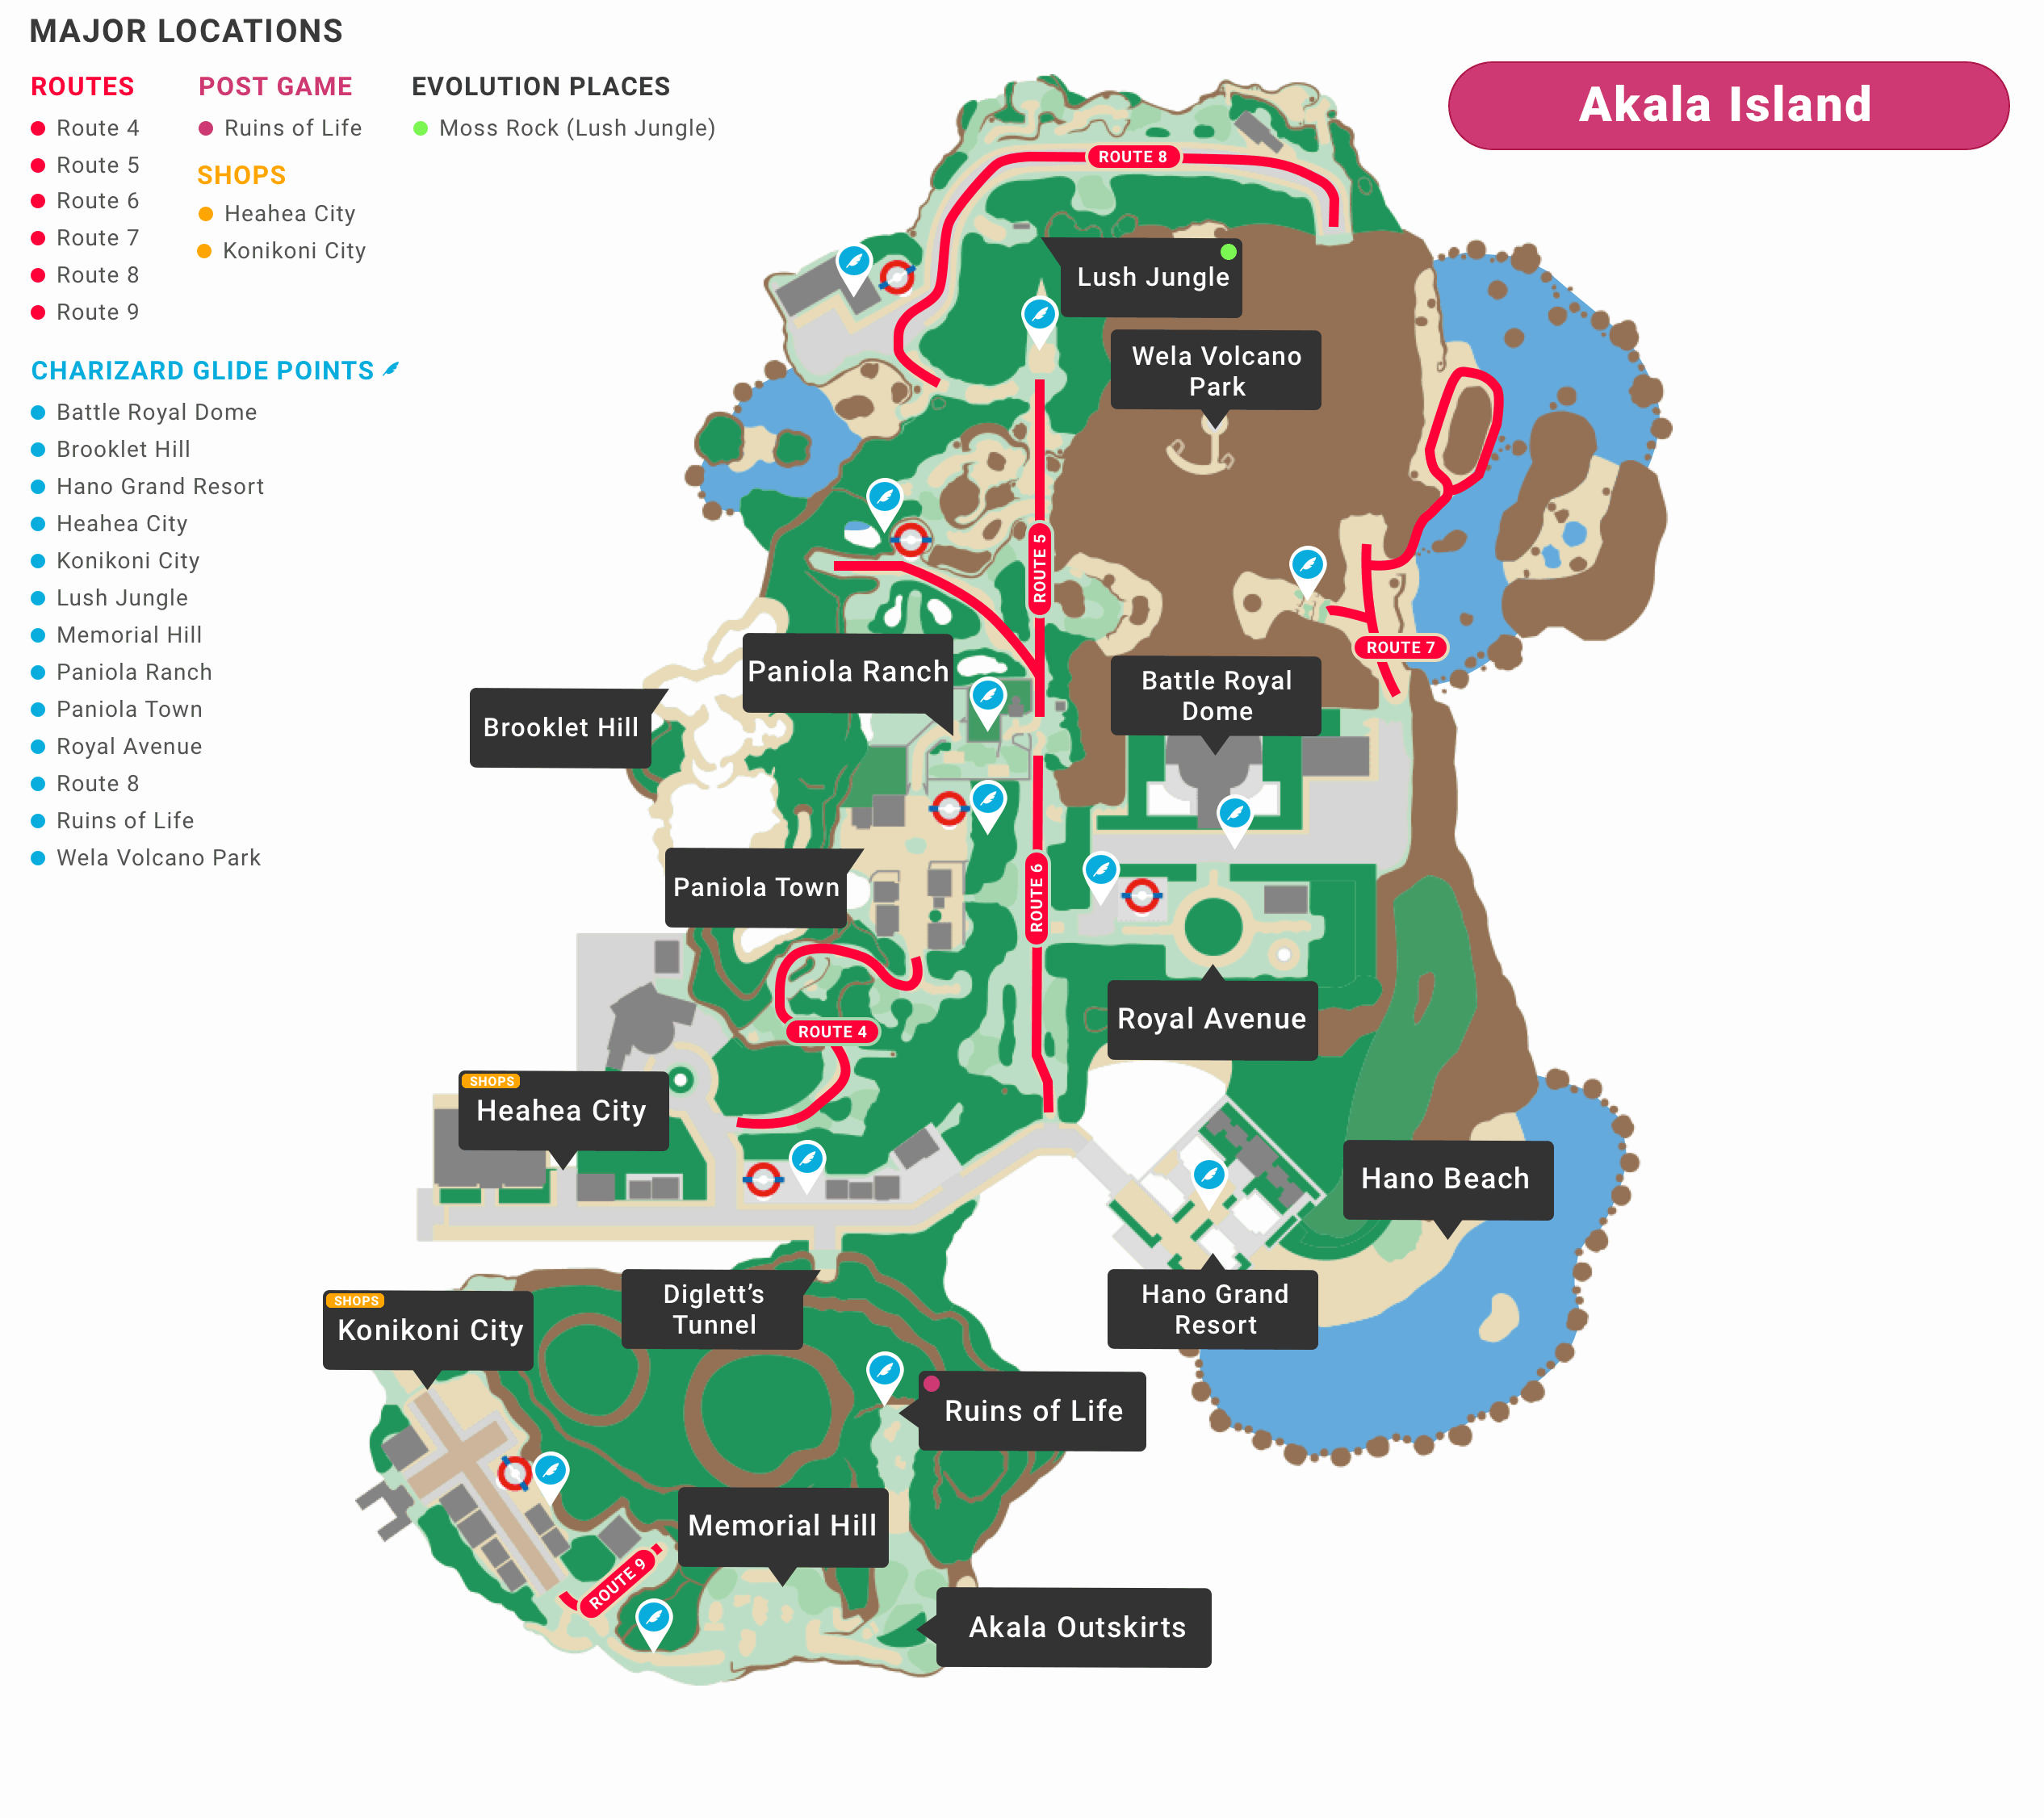 MAJOR LOCATIONS
ROUTES
Route 4
Route 5
Route 6
Route 7
Route 8
Route 9
POST GAME
Ruins of Life
SHOPS
Heahea City
Konikoni City
EVOLUTION PLACES
Moss Rock (Lush Jungle)
CHARIZARD GLIDE POINTS
Battle Royal Dome
Brooklet Hill
Hano Grand Resort
Heahea City
Konikoni City
Lush Jungle
Memorial Hill
Paniola Ranch
Paniola Town
Royal Avenue
Route 8
Ruins of Life
Wela Volcano Park
Akala Island
ROUTE 8
Lush Jungle
Wela Volcano
Park
ROUTE 5
ROUTE 7
Paniola Ranch
Battle Royal
Dome
Brooklet Hill
Paniola Town
ROUTE 6
Royal Avenue
ROUTE 4
SHOPS
Heahea City
Hano Beach
Diglett’s
Tunnel
Hano Grand
Resort
SHOPS
Konikoni City
Ruins of Life
Memorial Hill
ROUTE 9
Akala Outskirts